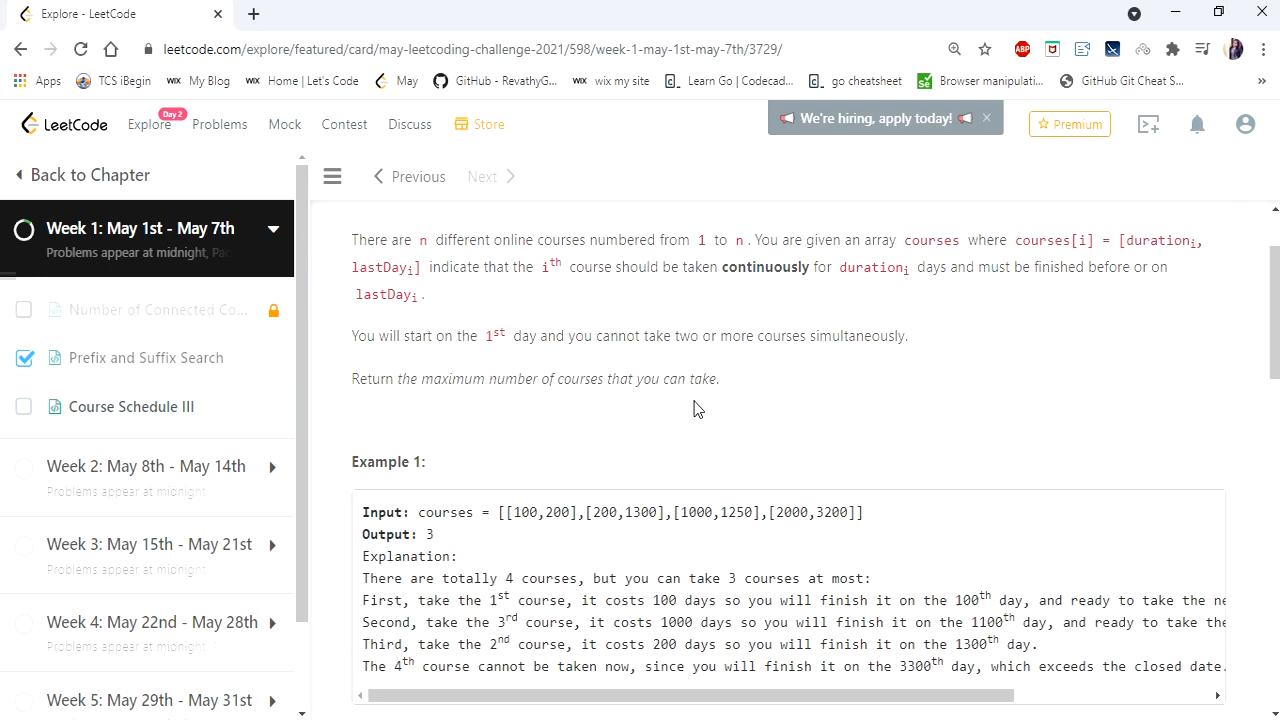 Explore - LeetCode
leetcode.com/explore/featured/card/may-leetcoding-challenge-2021/598/week-1-may-1st-may-7th/3729/
ABP
Apps TCS iBegin WIX My Blog WIX Home | Let's Code May GitHub - RevathyG... WIX wix my site Learn Go | Codecad... go cheatsheet Se Browser manipulati... GitHub Git Cheat S... »
LeetCode Explore Day 2 Problems Mock Contest Discuss Store We're hiring, apply today! × Premium
Back to Chapter
Previous Next
Week 1: May 1st - May 7th
Problems appear at midnight,
Number of Connected Co...
Prefix and Suffix Search
Course Schedule III
Week 2: May 8th - May 14th
Problems appear at midnight
Week 3: May 15th - May 21st
Problems appear at midnight
Week 4: May 22nd - May 28th
Problems appear at midnight
Week 5: May 29th - May 31st
There are n different online courses numbered from 1 to n. You are given an array courses where courses[i] = [durationᵢ,
lastDayᵢ] indicate that the iᵗʰ course should be taken continuously for durationᵢ days and must be finished before or on
lastDayᵢ.
You will start on the 1ˢᵗ day and you cannot take two or more courses simultaneously.
Return the maximum number of courses that you can take.
Example 1:
Input: courses = [[100,200],[200,1300],[1000,1250],[2000,3200]]
Output: 3
Explanation:
There are totally 4 courses, but you can take 3 courses at most:
First, take the 1ˢᵗ course, it costs 100 days so you will finish it on the 100ᵗʰ day, and ready to take the
Second, take the 3ʳᵈ course, it costs 1000 days so you will finish it on the 1100ᵗʰ day, and ready to take
Third, take the 2ⁿᵈ course, it costs 200 days so you will finish it on the 1300ᵗʰ day.
The 4ᵗʰ course cannot be taken now, since you will finish it on the 3300ᵗʰ day, which exceeds the closed date.